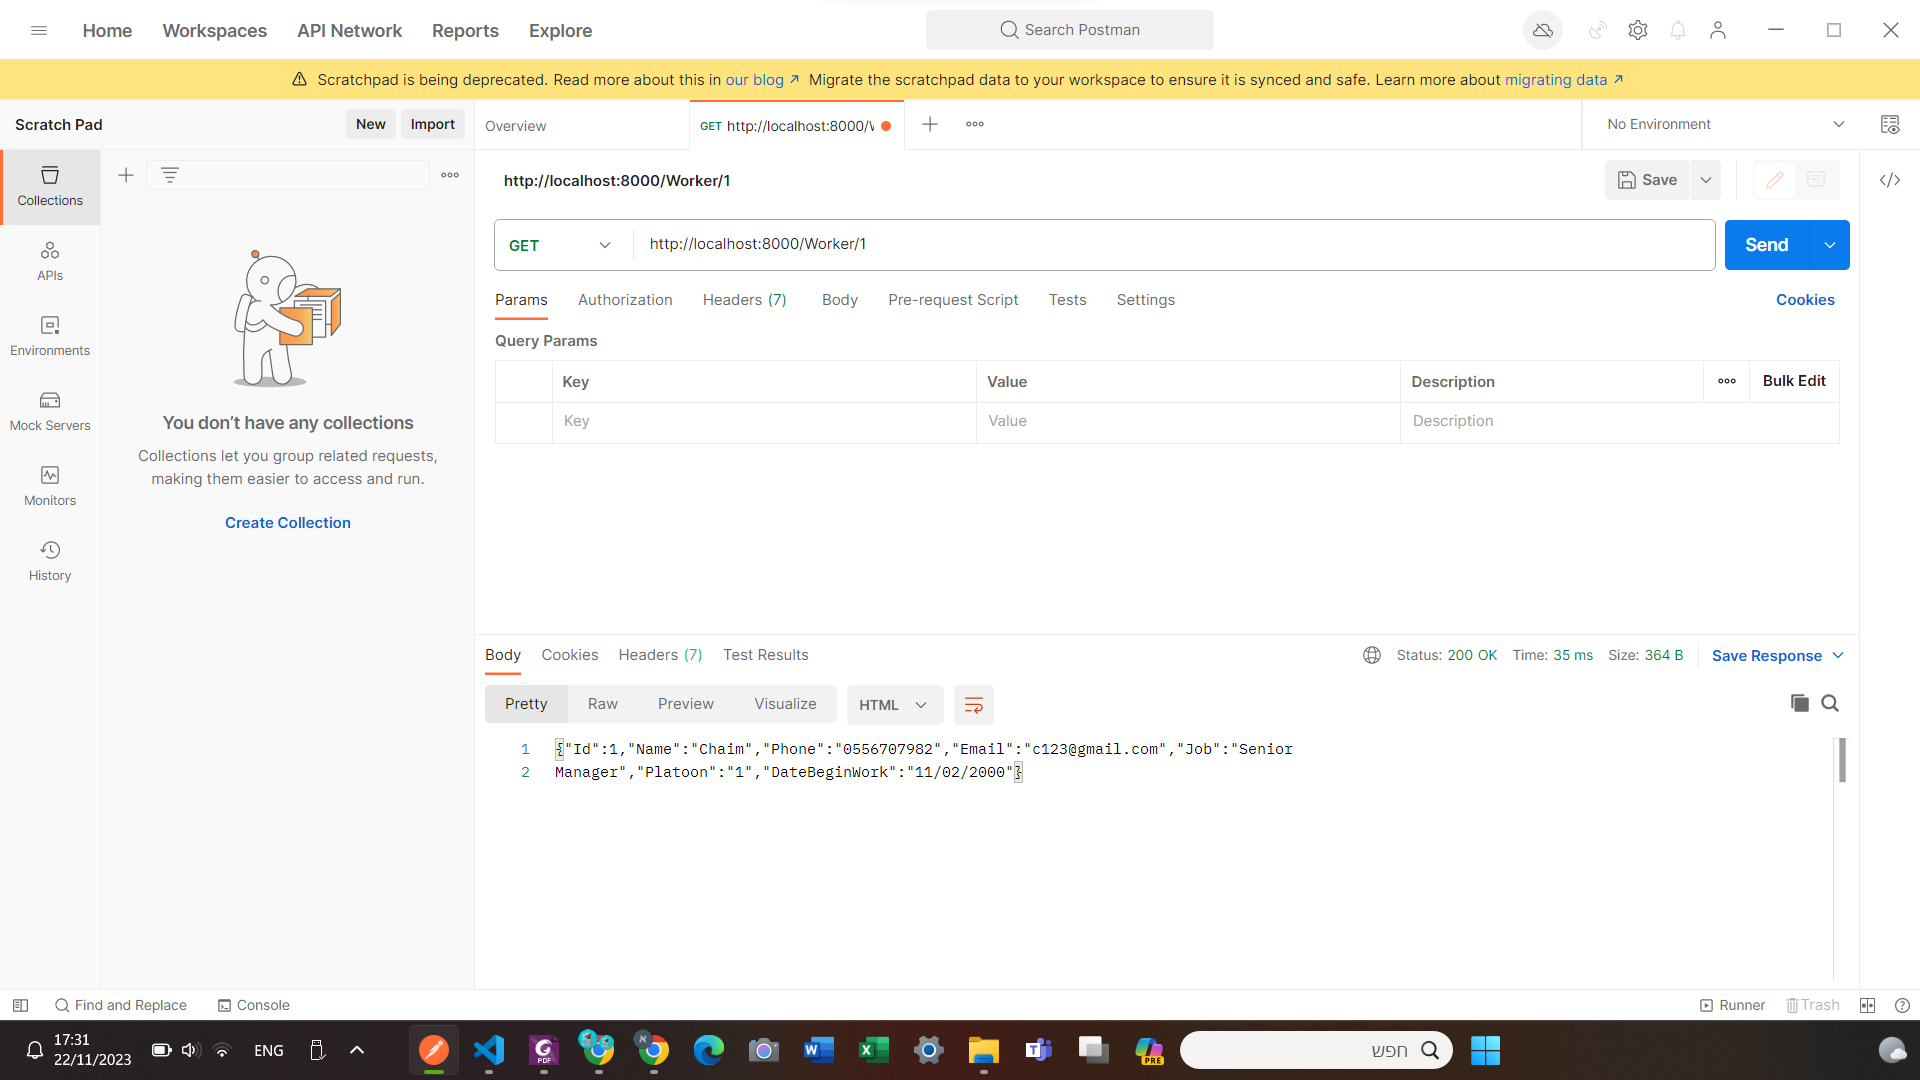 Home Workspaces API Network Reports Explore Search Postman
Scratchpad is being deprecated. Read more about this in our blog ↗ Migrate the scratchpad data to your workspace to ensure it is synced and safe. Learn more about migrating data ↗
Scratch Pad New Import Overview GET http://localhost:8000/\ No Environment
Collections
APIs
Environments
Mock Servers
Monitors
History
You don’t have any collections
Collections let you group related requests,
making them easier to access and run.
Create Collection
http://localhost:8000/Worker/1 Save
GET http://localhost:8000/Worker/1 Send
Params Authorization Headers (7) Body Pre-request Script Tests Settings Cookies
Query Params
Key Value Description Bulk Edit
Key Value Description
Body Cookies Headers (7) Test Results Status: 200 OK Time: 35 ms Size: 364 B Save Response
Pretty Raw Preview Visualize HTML
1 {"Id":1,"Name":"Chaim","Phone":"0556707982","Email":"c123@gmail.com","Job":"Senior
2 Manager","Platoon":"1","DateBeginWork":"11/02/2000"}
Find and Replace Console Runner Trash
17:31
22/11/2023
ENG
PDF
PRE
חפש